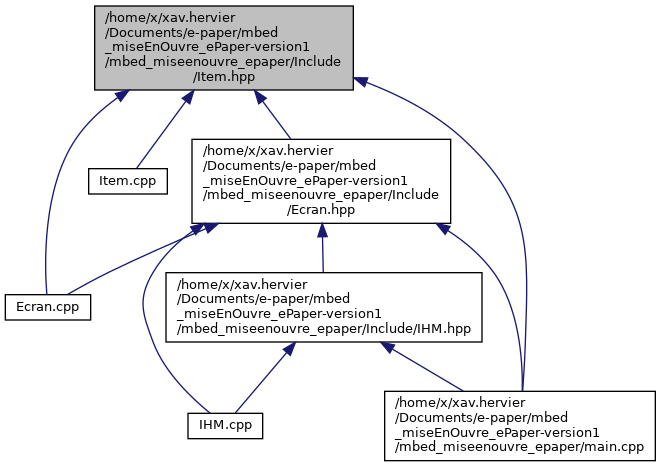 /home/x/xav.hervier
/Documents/e-paper/mbed
_miseEnOuvre_ePaper-version1
/mbed_miseenouvre_epaper/Include
/Item.hpp
Item.cpp
/home/x/xav.hervier
/Documents/e-paper/mbed
_miseEnOuvre_ePaper-version1
/mbed_miseenouvre_epaper/Include
/Ecran.hpp
Ecran.cpp
/home/x/xav.hervier
/Documents/e-paper/mbed
_miseEnOuvre_ePaper-version1
/mbed_miseenouvre_epaper/Include/IHM.hpp
IHM.cpp
/home/x/xav.hervier
/Documents/e-paper/mbed
_miseEnOuvre_ePaper-version1
/mbed_miseenouvre_epaper/main.cpp